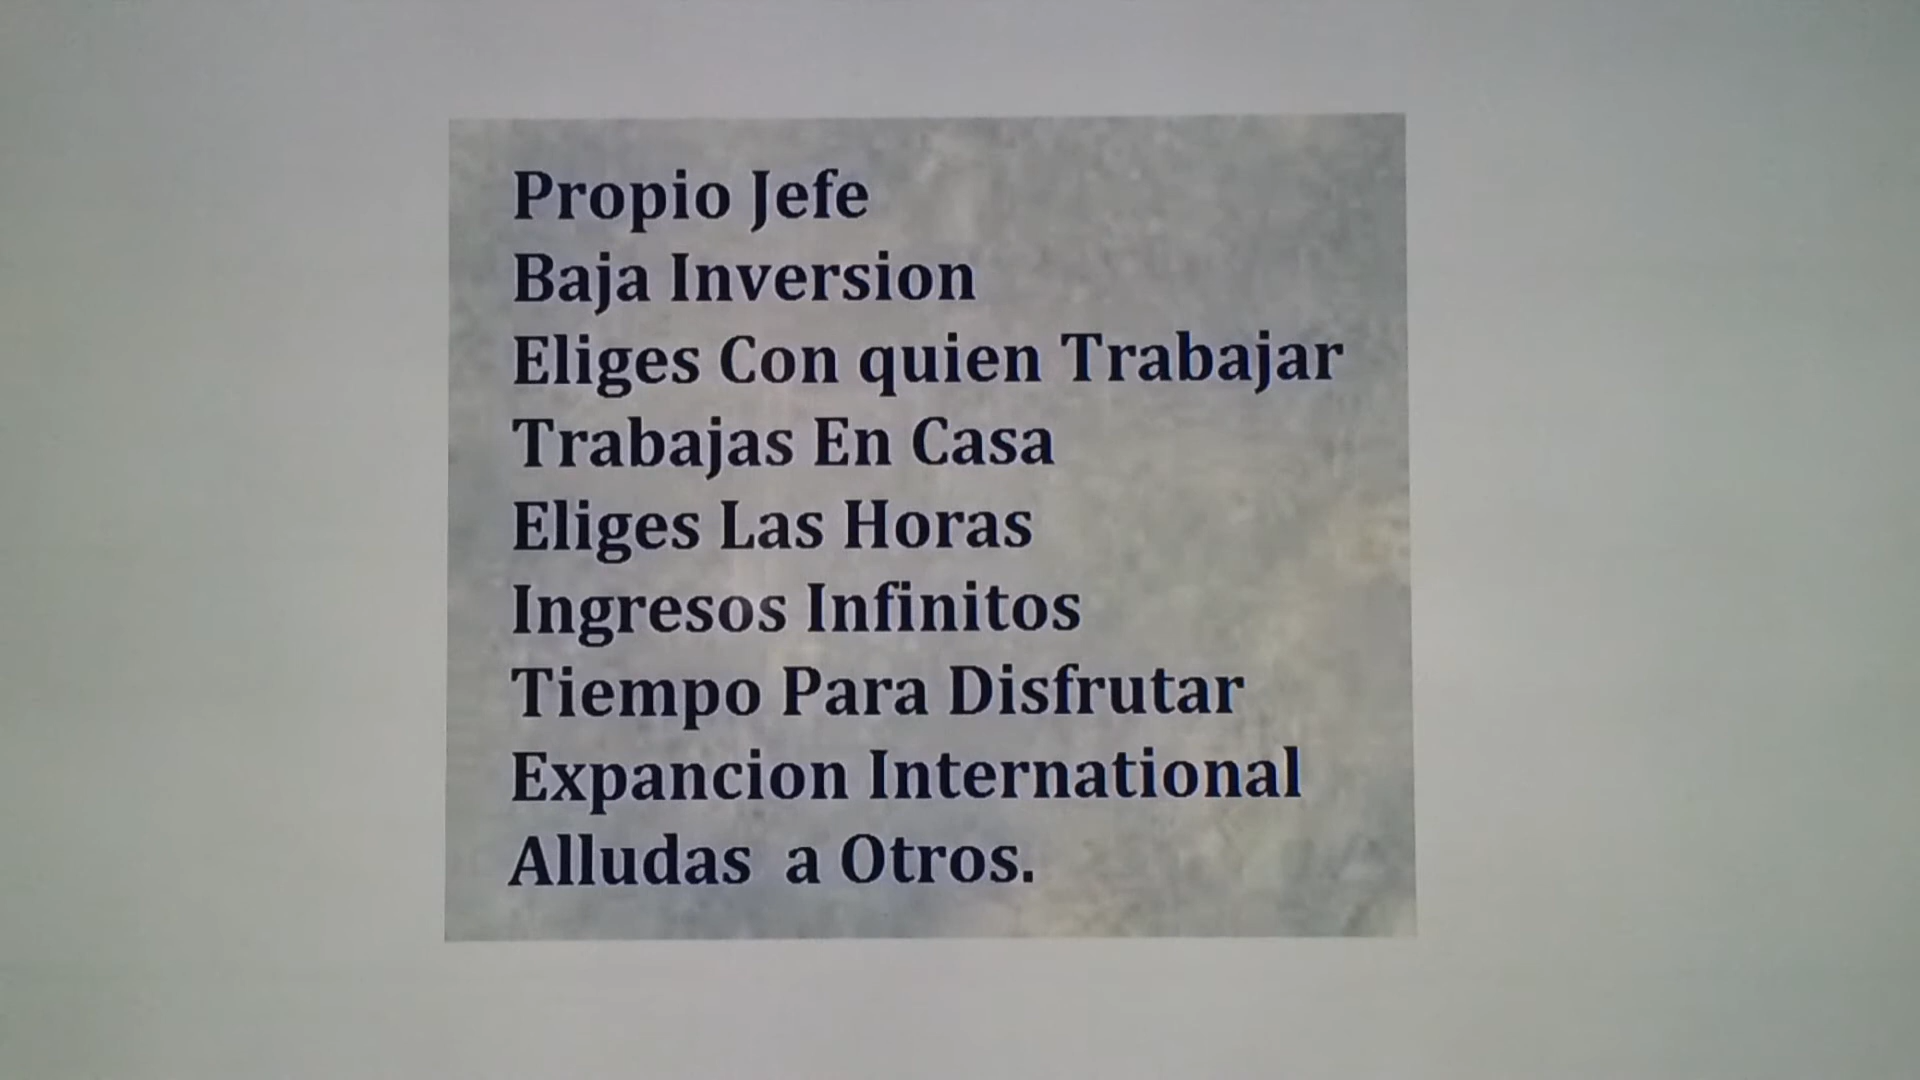 Propio Jefe
Baja Inversion
Eliges Con quien Trabajar
Trabajas En Casa
Eliges Las Horas
Ingresos Infinitos
Tiempo Para Disfrutar
Expancion International
Alludas  a Otros.